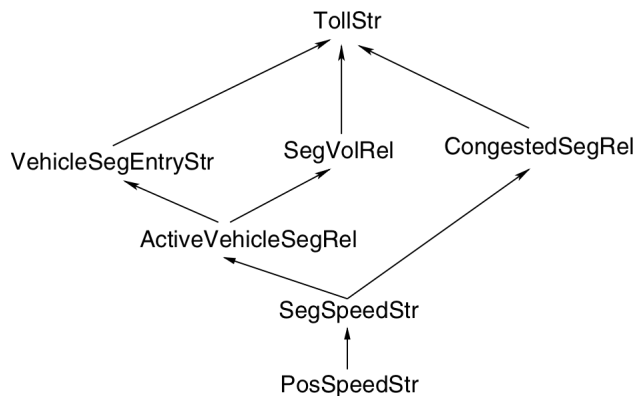 TollStr
VehicleSegEntryStr
SegVolRel
CongestedSegRel
ActiveVehicleSegRel
SegSpeedStr
PosSpeedStr